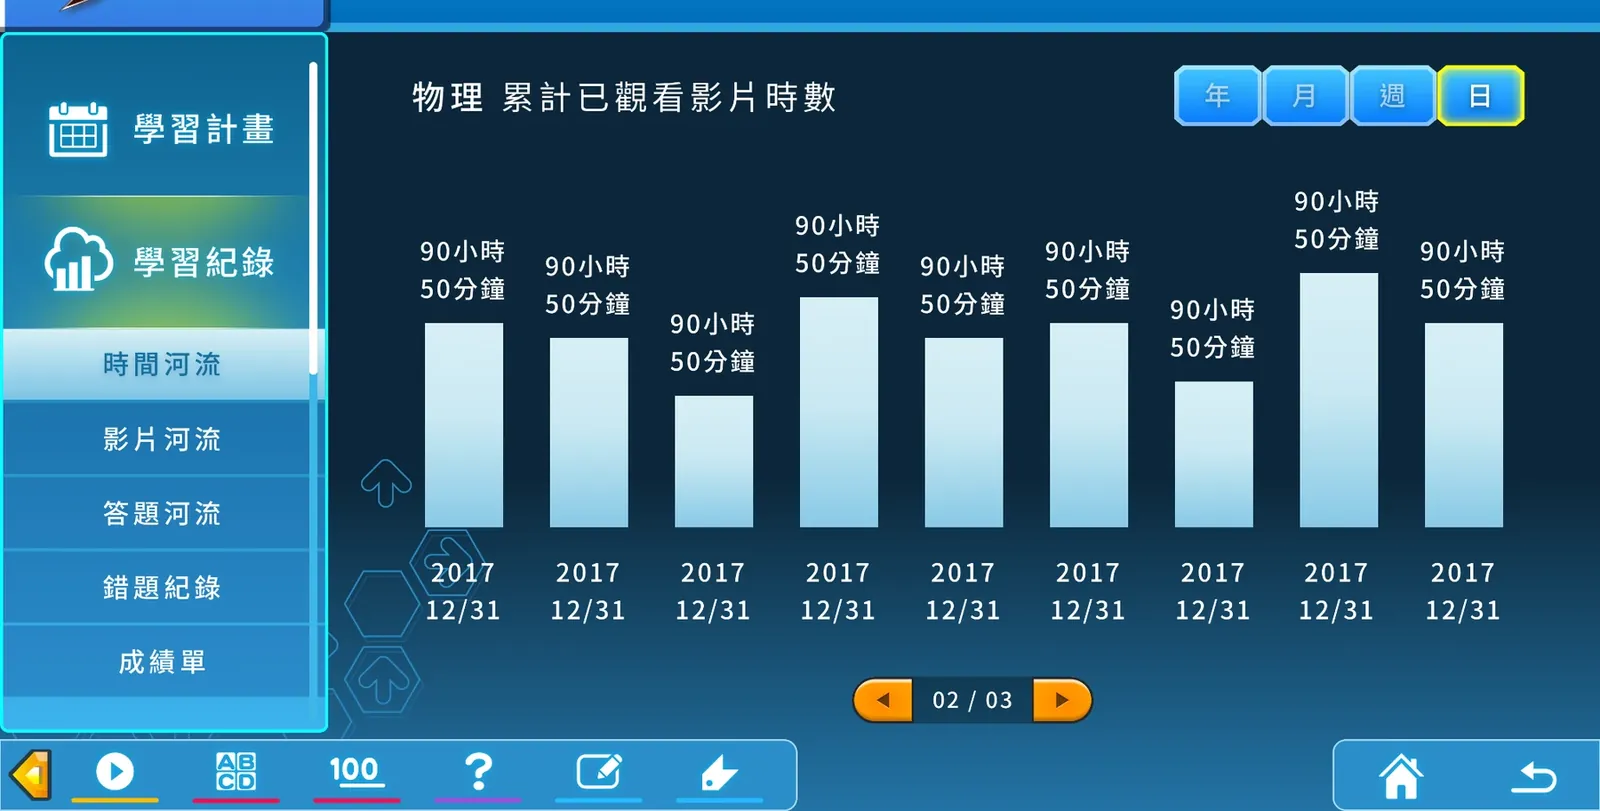 學習計畫
學習紀錄
時間河流
影片河流
答題河流
錯題紀錄
成績單
物理 累計已觀看影片時數
年 月 週 日
90小時
50分鐘
90小時
50分鐘
90小時
50分鐘
90小時
50分鐘
90小時
50分鐘
90小時
50分鐘
90小時
50分鐘
90小時
50分鐘
90小時
50分鐘
2017
12/31
2017
12/31
2017
12/31
2017
12/31
2017
12/31
2017
12/31
2017
12/31
2017
12/31
2017
12/31
02 / 03
AB
CD
100
?